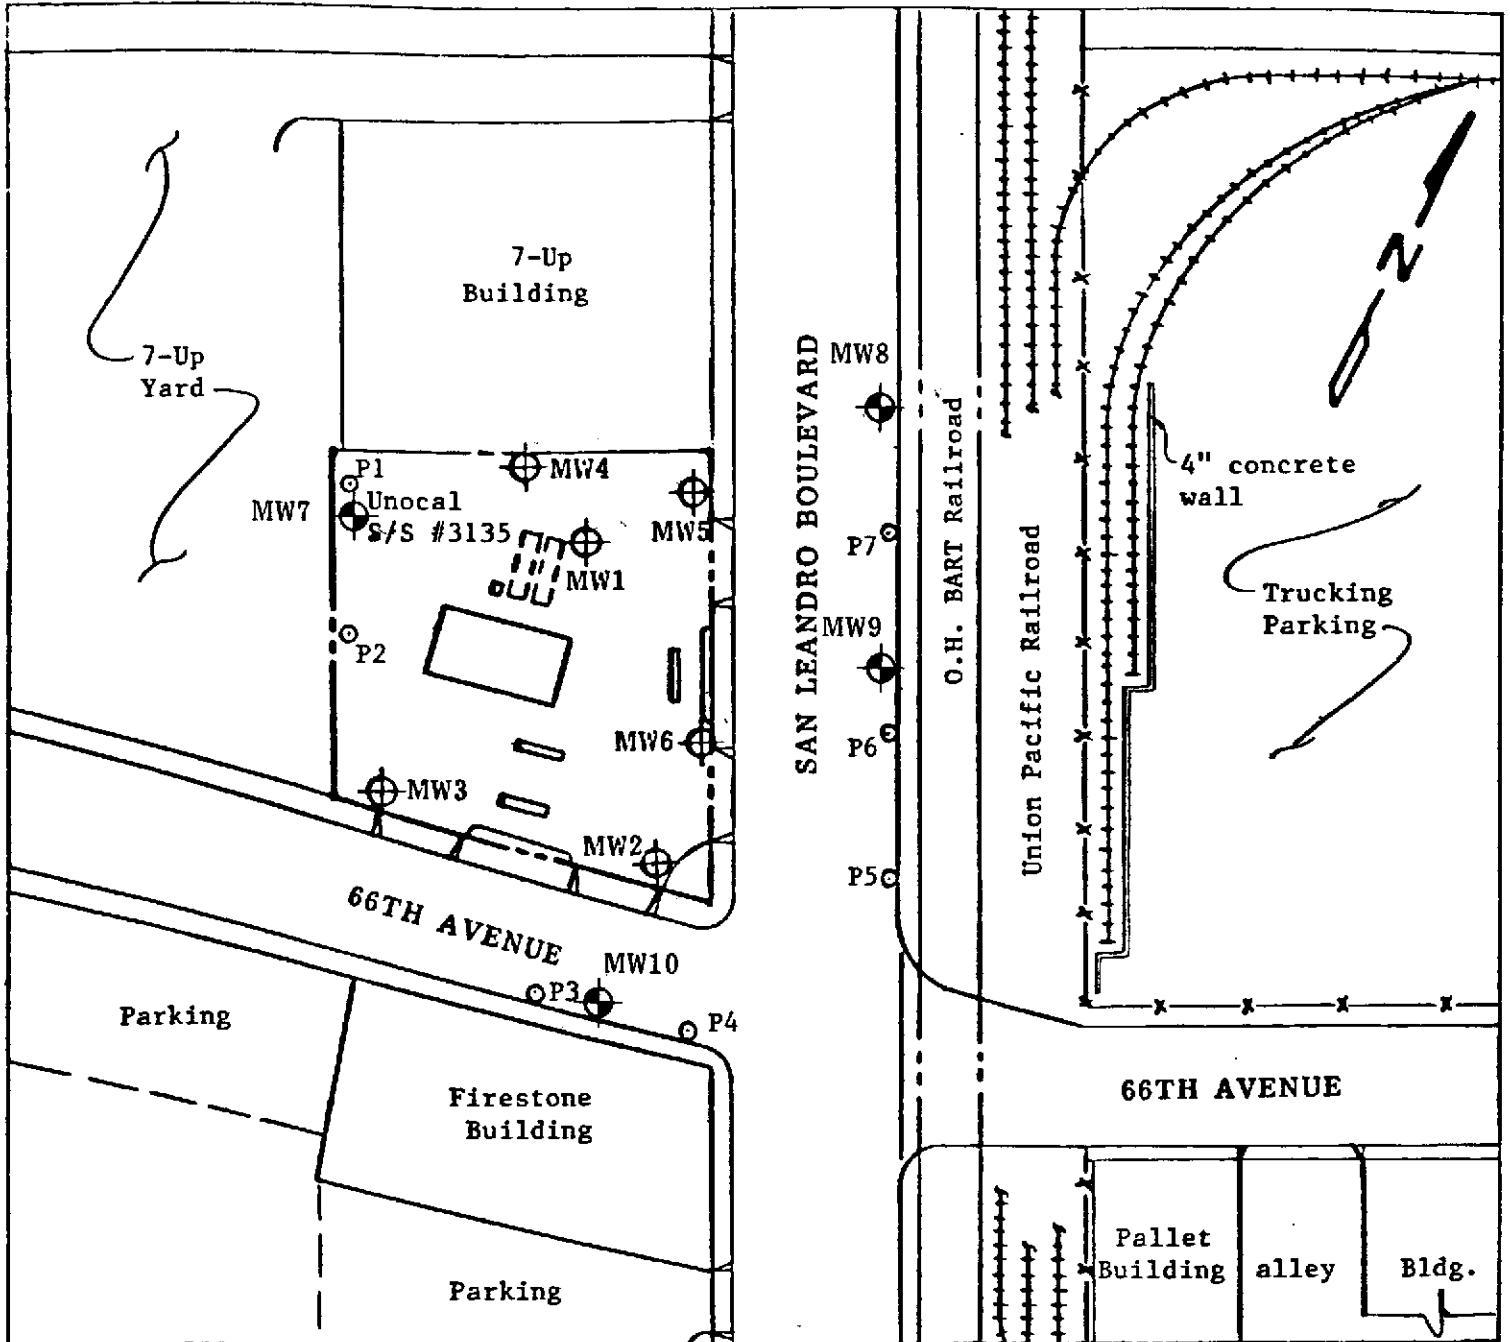 7-Up
Building
N
7-Up
Yard
SAN LEANDRO BOULEVARD
MW8
O.H. BART Railroad
Union Pacific Railroad
4" concrete
wall
P1
MW4
MW7
Unocal
S/S #3135
MW5
MW1
P7
Trucking
Parking
P2
MW9
MW6
P6
MW3
MW2
P5
66TH AVENUE
MW10
P3
P4
Parking
66TH AVENUE
Firestone
Building
Pallet
Building
alley
Bldg.
Parking